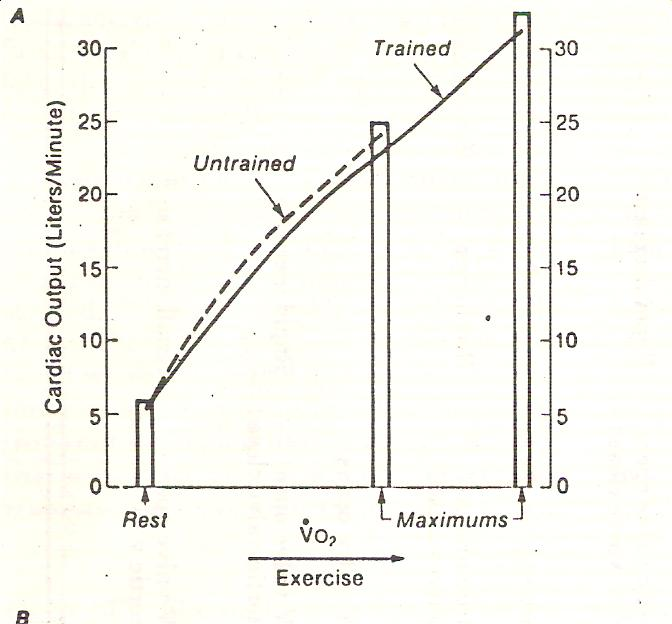 A
Trained
30
30
25
25
Untrained
20
20
15
15
10
10
5
5
0
0
Cardiac Output (Liters/Minute)
Rest
Maximums
V̇O₂
Exercise
B